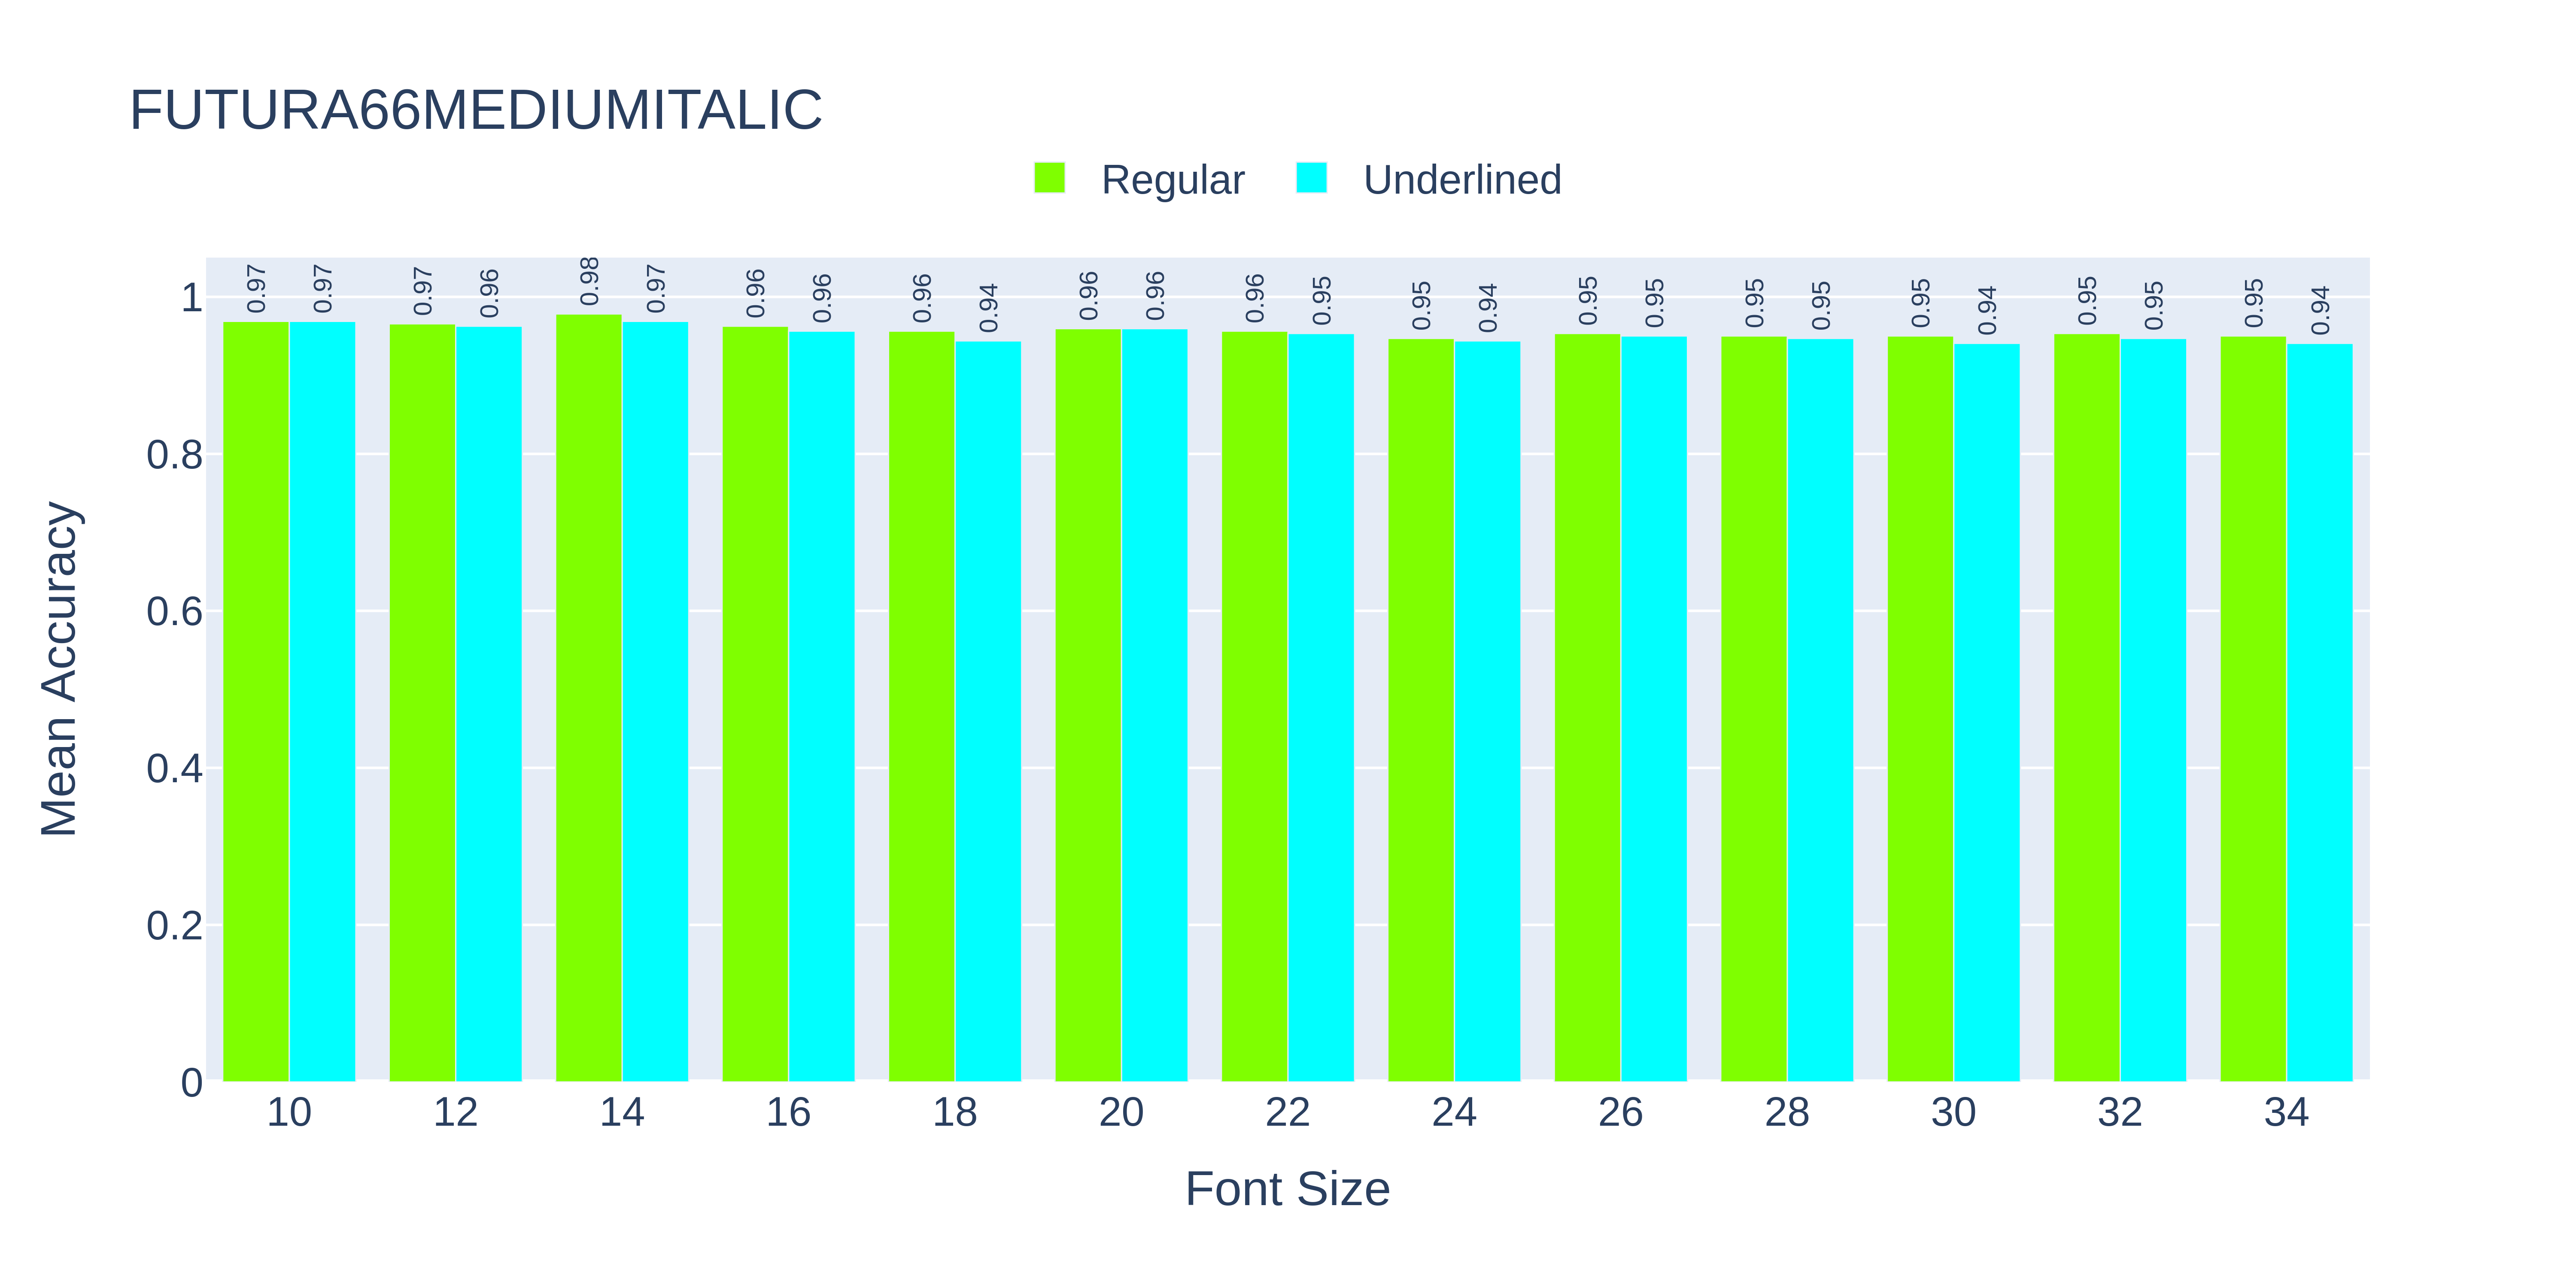 FUTURA66MEDIUMITALIC
Regular Underlined
0.97 0.97 0.97 0.96 0.98 0.97 0.96 0.96 0.96 0.94 0.96 0.96 0.96 0.95 0.95 0.94 0.95 0.95 0.95 0.95 0.95 0.94 0.95 0.95 0.95 0.94
1
0.8
0.6
0.4
0.2
0
Mean Accuracy
10 12 14 16 18 20 22 24 26 28 30 32 34
Font Size